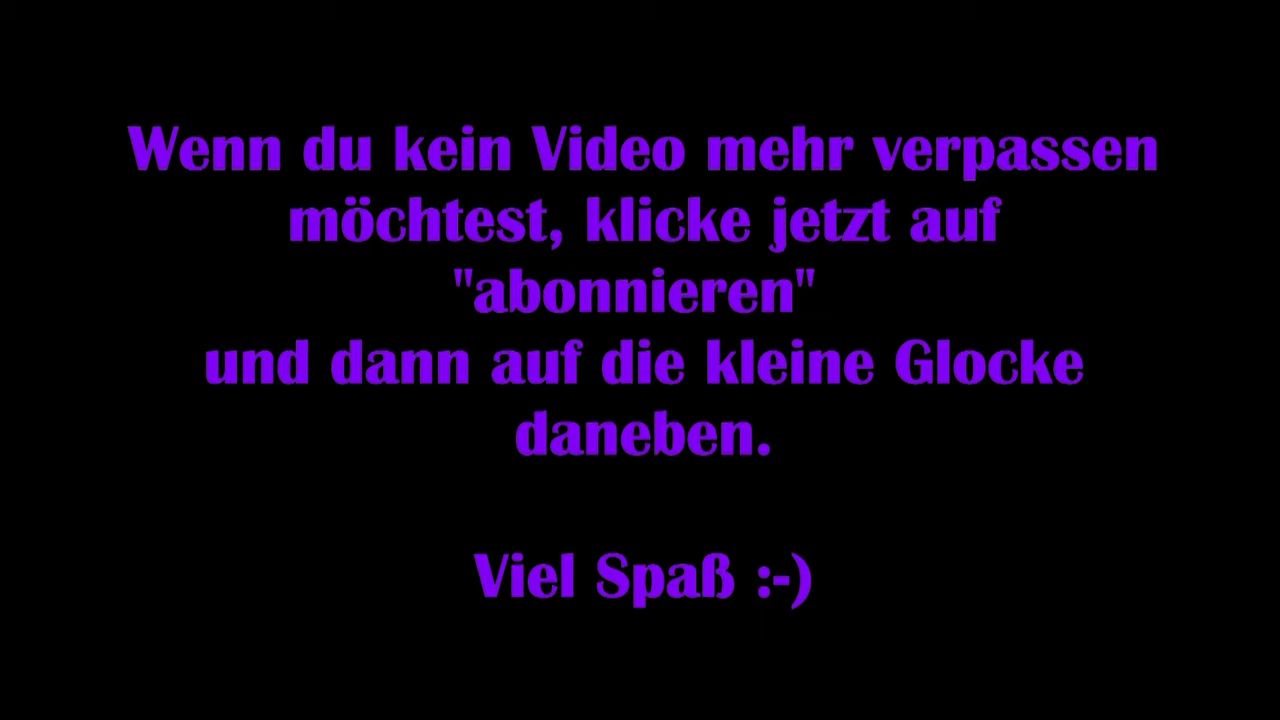 Wenn du kein Video mehr verpassen
möchtest, klicke jetzt auf
"abonnieren"
und dann auf die kleine Glocke
daneben.
Viel Spaß :-)